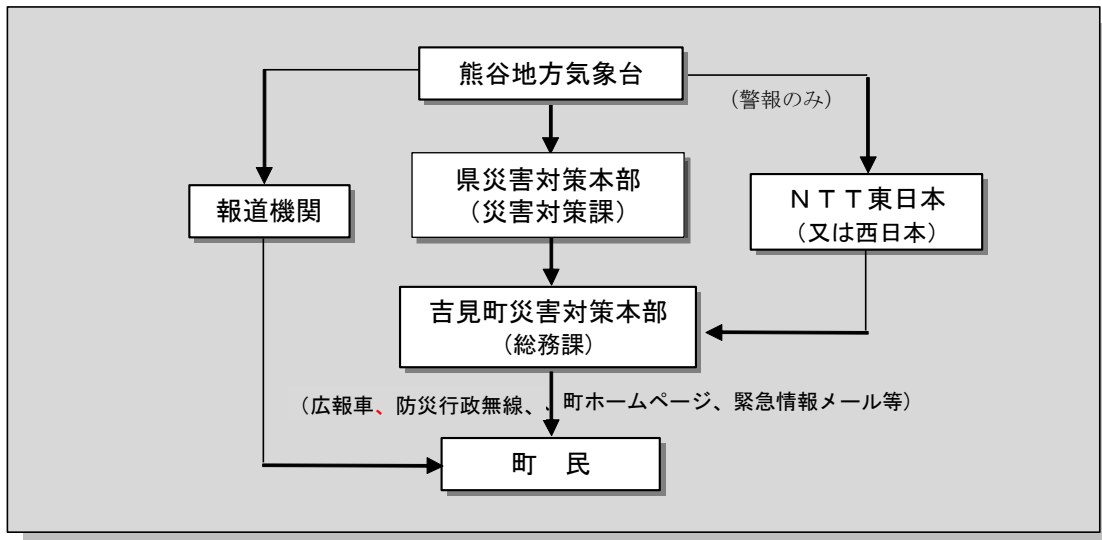 熊谷地方気象台
(警報のみ)
県災害対策本部
(災害対策課)
報道機関
NTT東日本
(又は西日本)
吉見町災害対策本部
(総務課)
(広報車、防災行政無線、、町ホームページ、緊急情報メール等)
町　民